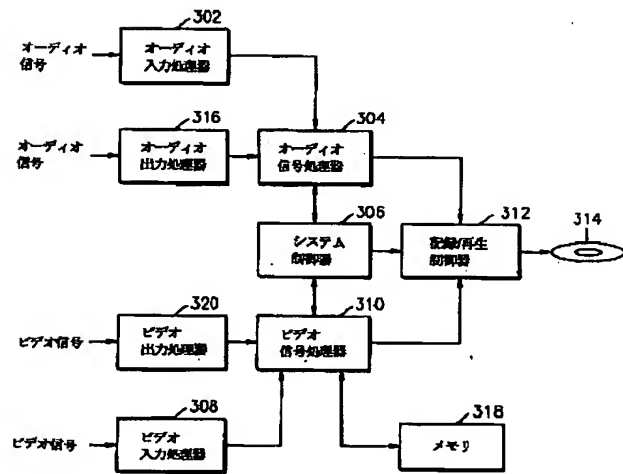 302
オーディオ
信号
オーディオ
入力処理器
316
304
オーディオ
信号
オーディオ
出力処理器
オーディオ
信号処理器
306
312
314
システム
制御器
記録/再生
制御器
320
310
ビデオ信号
ビデオ
出力処理器
ビデオ
信号処理器
308
318
ビデオ信号
ビデオ
入力処理器
メモリ